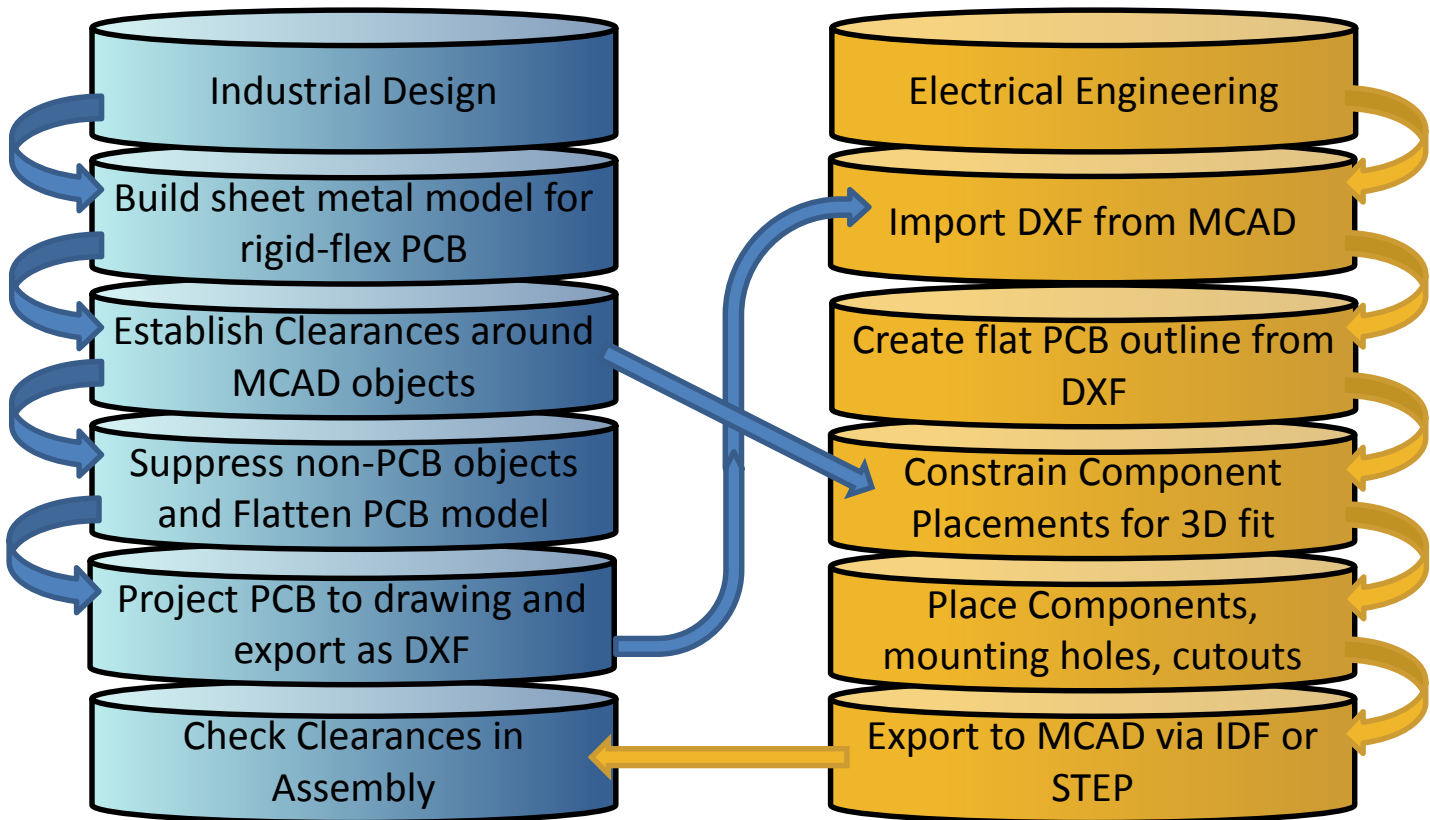 Industrial Design
Build sheet metal model for
rigid-flex PCB
Establish Clearances around
MCAD objects
Suppress non-PCB objects
and Flatten PCB model
Project PCB to drawing and
export as DXF
Check Clearances in
Assembly
Electrical Engineering
Import DXF from MCAD
Create flat PCB outline from
DXF
Constrain Component
Placements for 3D fit
Place Components,
mounting holes, cutouts
Export to MCAD via IDF or
STEP